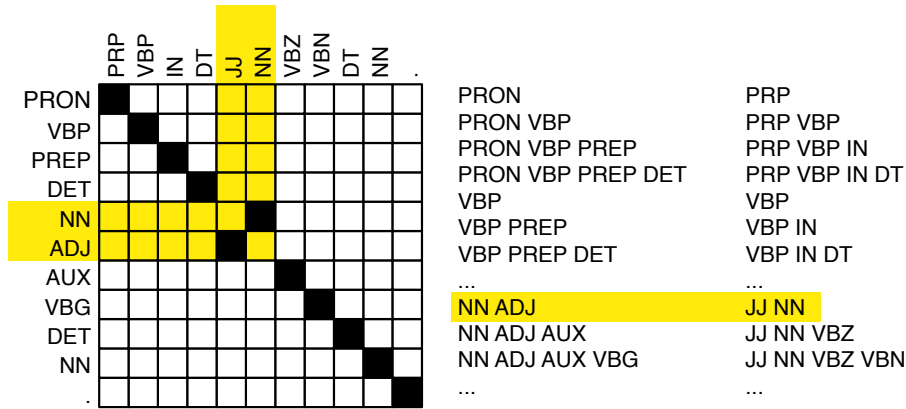 PRP VBP IN DT JJ NN VBZ VBN DT NN .
PRON
VBP
PREP
DET
NN
ADJ
AUX
VBG
DET
NN
.
PRON PRP
PRON VBP PRP VBP
PRON VBP PREP PRP VBP IN
PRON VBP PREP DET PRP VBP IN DT
VBP VBP
VBP PREP VBP IN
VBP PREP DET VBP IN DT
... ...
NN ADJ JJ NN
NN ADJ AUX JJ NN VBZ
NN ADJ AUX VBG JJ NN VBZ VBN
... ...